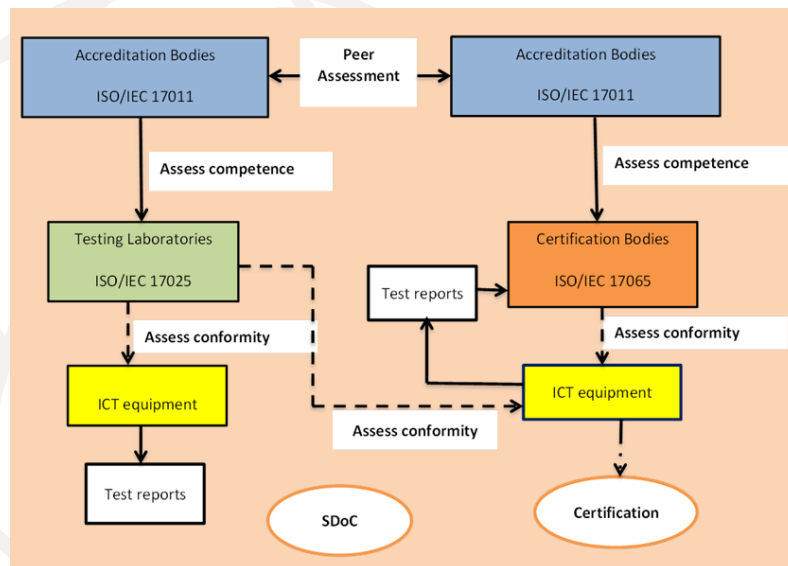 Accreditation Bodies
ISO/IEC 17011
Peer
Assessment
Accreditation Bodies
ISO/IEC 17011
Assess competence
Assess competence
Testing Laboratories
ISO/IEC 17025
Certification Bodies
ISO/IEC 17065
Test reports
Assess conformity
Assess conformity
ICT equipment
ICT equipment
Assess conformity
Test reports
SDoC
Certification